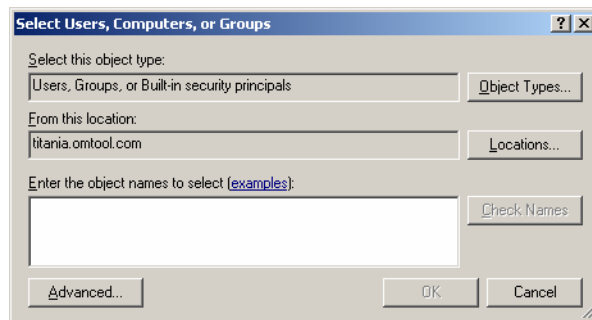 Select Users, Computers, or Groups
Select this object type:
Users, Groups, or Built-in security principals
Object Types...
From this location:
titania.omtool.com
Locations...
Enter the object names to select (examples):
Check Names
Advanced...
OK
Cancel